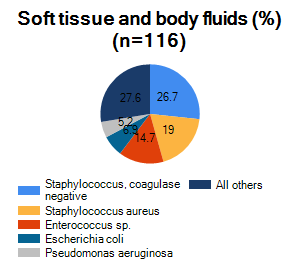 Soft tissue and body fluids (%)
(n=116)
27.6
26.7
5.2
6.9
19
14.7
Staphylococcus, coagulase
negative
All others
Staphylococcus aureus
Enterococcus sp.
Escherichia coli
Pseudomonas aeruginosa